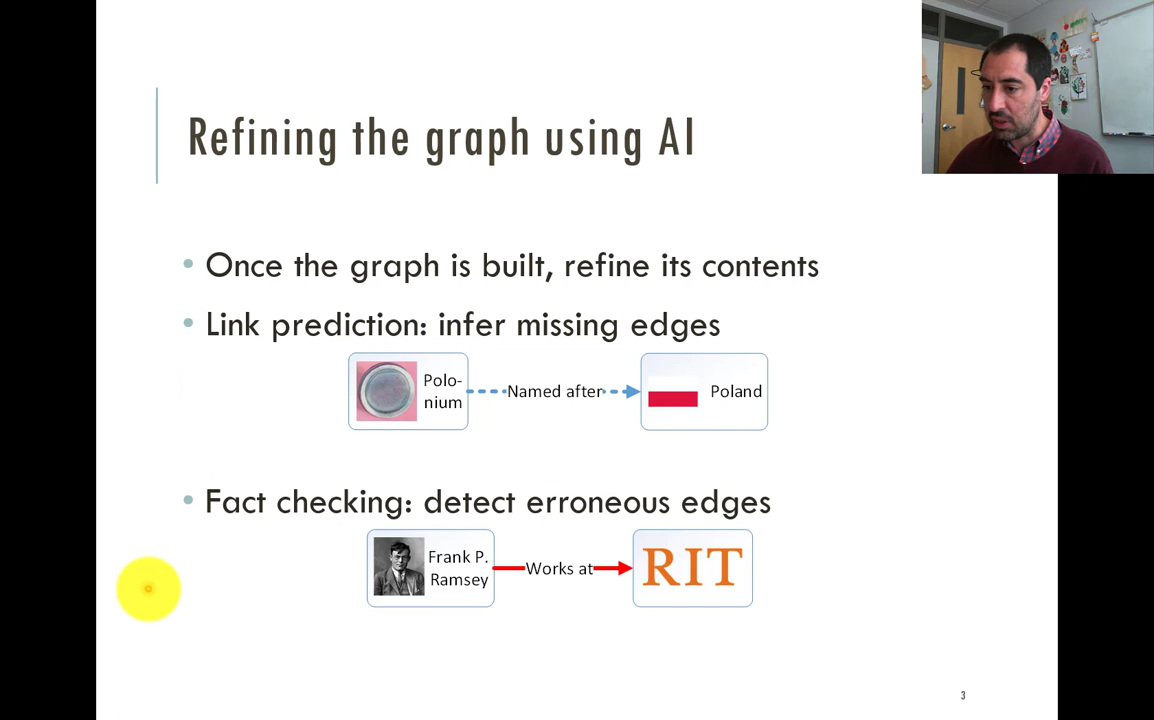 Refining the graph using AI
• Once the graph is built, refine its contents
• Link prediction: infer missing edges
Polo-
nium
Named after
Poland
• Fact checking: detect erroneous edges
Frank P.
Ramsey
Works at
RIT
3